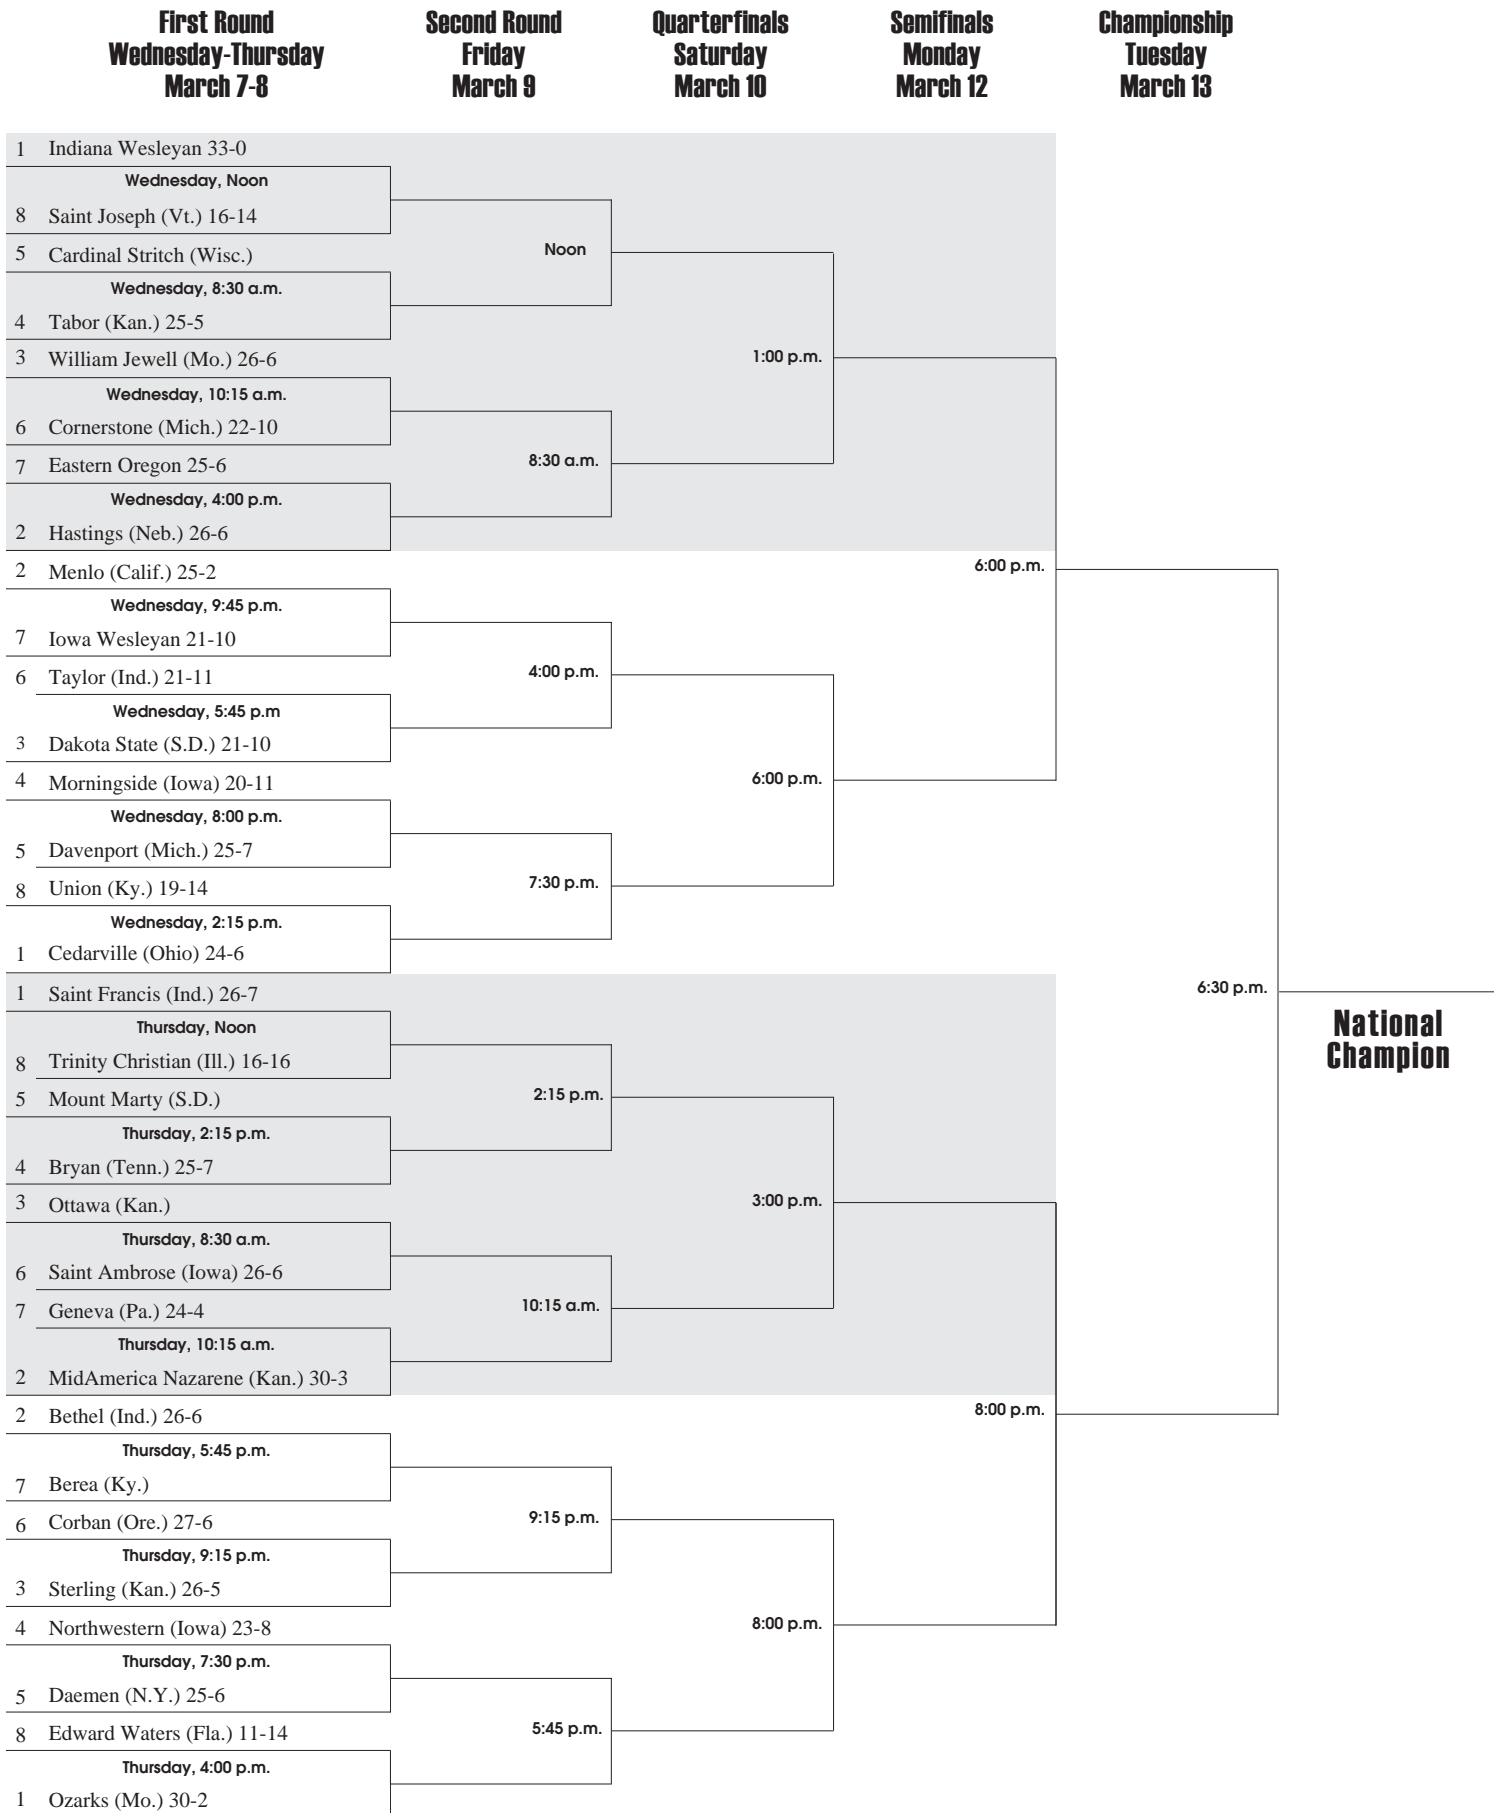 First Round
Wednesday-Thursday
March 7-8
Second Round
Friday
March 9
Quarterfinals
Saturday
March 10
Semifinals
Monday
March 12
Championship
Tuesday
March 13
1 Indiana Wesleyan 33-0
Wednesday, Noon
8 Saint Joseph (Vt.) 16-14
5 Cardinal Stritch (Wisc.)
Noon
Wednesday, 8:30 a.m.
4 Tabor (Kan.) 25-5
3 William Jewell (Mo.) 26-6
1:00 p.m.
Wednesday, 10:15 a.m.
6 Cornerstone (Mich.) 22-10
7 Eastern Oregon 25-6
8:30 a.m.
Wednesday, 4:00 p.m.
2 Hastings (Neb.) 26-6
2 Menlo (Calif.) 25-2
6:00 p.m.
Wednesday, 9:45 p.m.
7 Iowa Wesleyan 21-10
6 Taylor (Ind.) 21-11
4:00 p.m.
Wednesday, 5:45 p.m
3 Dakota State (S.D.) 21-10
4 Morningside (Iowa) 20-11
6:00 p.m.
Wednesday, 8:00 p.m.
5 Davenport (Mich.) 25-7
8 Union (Ky.) 19-14
7:30 p.m.
Wednesday, 2:15 p.m.
1 Cedarville (Ohio) 24-6
1 Saint Francis (Ind.) 26-7
6:30 p.m.
National
Champion
Thursday, Noon
8 Trinity Christian (Ill.) 16-16
5 Mount Marty (S.D.)
2:15 p.m.
Thursday, 2:15 p.m.
4 Bryan (Tenn.) 25-7
3 Ottawa (Kan.)
3:00 p.m.
Thursday, 8:30 a.m.
6 Saint Ambrose (Iowa) 26-6
7 Geneva (Pa.) 24-4
10:15 a.m.
Thursday, 10:15 a.m.
2 MidAmerica Nazarene (Kan.) 30-3
2 Bethel (Ind.) 26-6
8:00 p.m.
Thursday, 5:45 p.m.
7 Berea (Ky.)
6 Corban (Ore.) 27-6
9:15 p.m.
Thursday, 9:15 p.m.
3 Sterling (Kan.) 26-5
4 Northwestern (Iowa) 23-8
8:00 p.m.
Thursday, 7:30 p.m.
5 Daemen (N.Y.) 25-6
8 Edward Waters (Fla.) 11-14
5:45 p.m.
Thursday, 4:00 p.m.
1 Ozarks (Mo.) 30-2